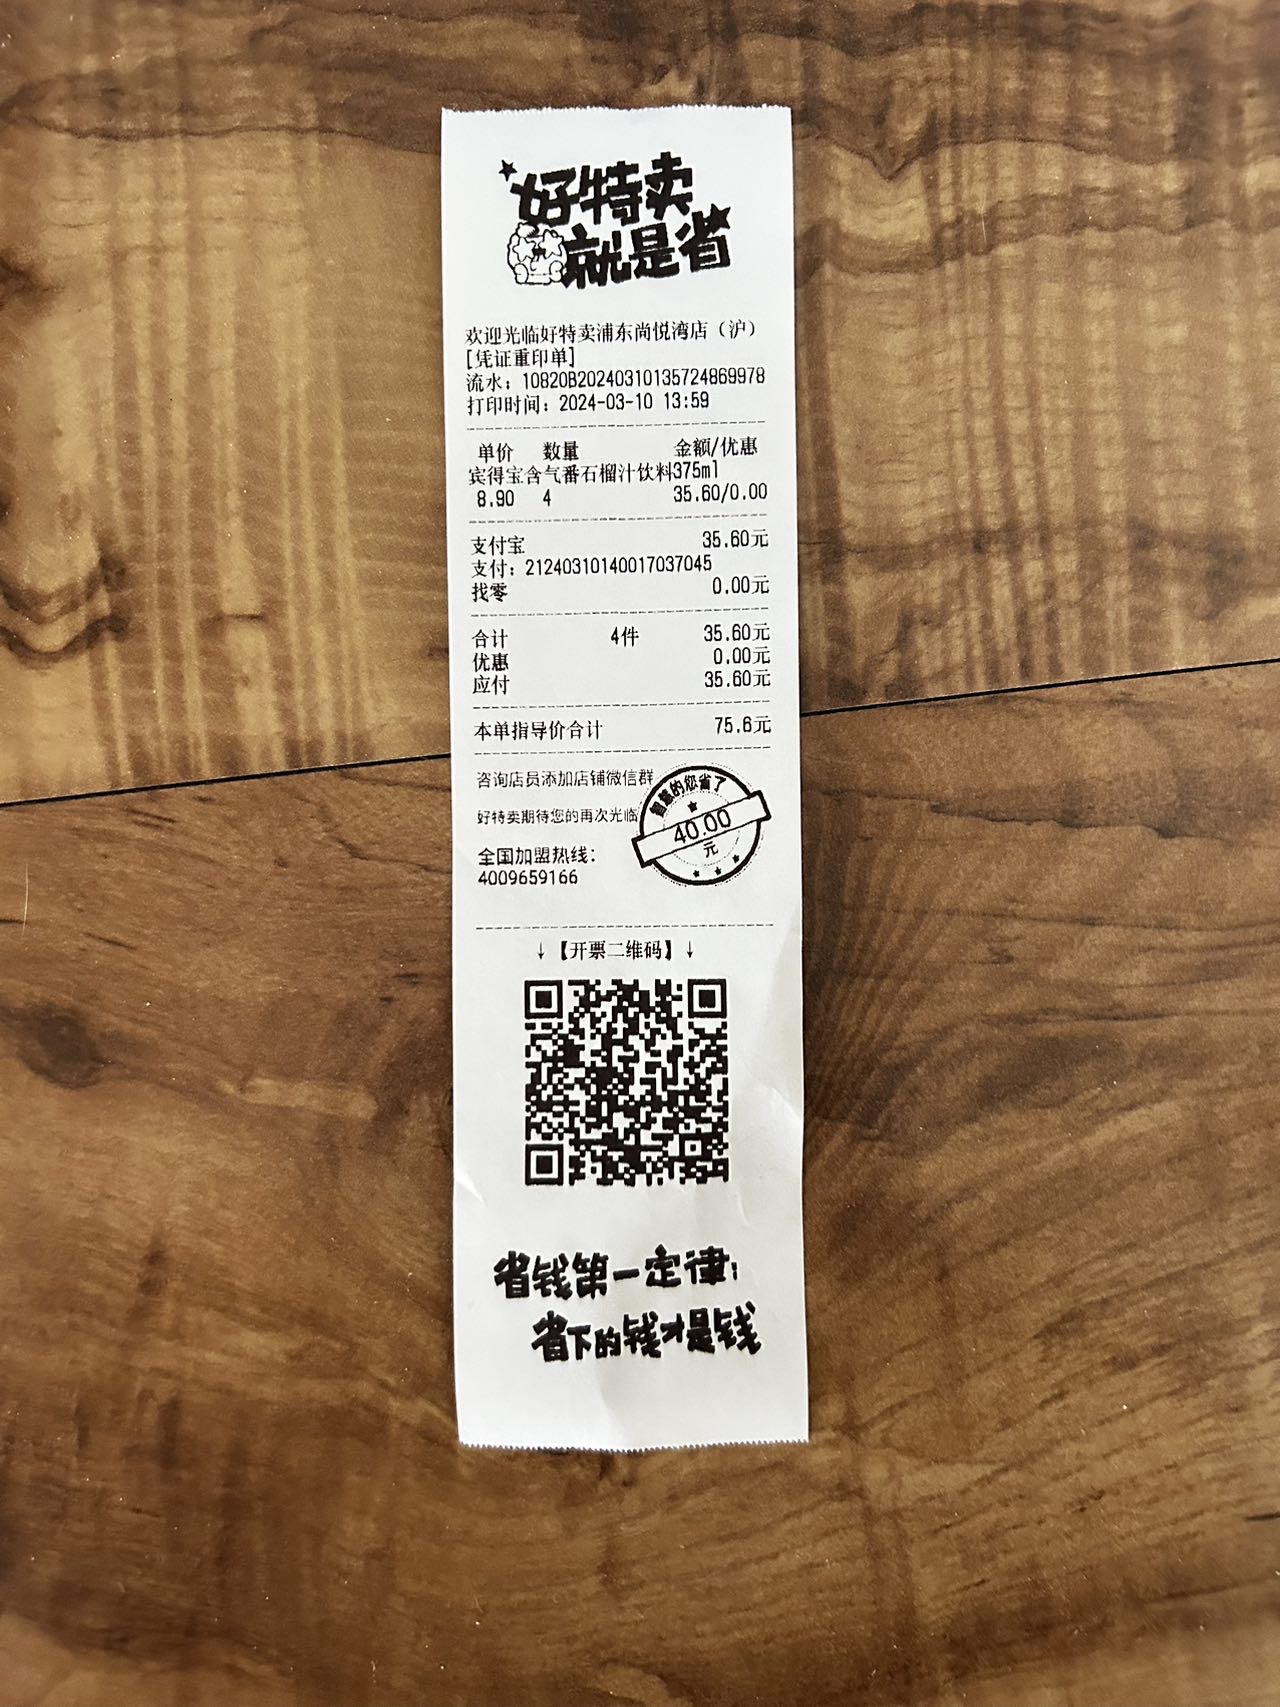 好特卖
就是省
欢迎光临好特卖浦东尚悦湾店（沪）
[凭证重印单]
流水：10820B20240310135724869978
打印时间：2024-03-10 13:59
单价 数量 金额/优惠
宾得宝含气番石榴汁饮料375ml
8.90 4 35.60/0.00
支付宝 35.60元
支付：21240310140017037045
找零 0.00元
合计 4件 35.60元
优惠 0.00元
应付 35.60元
本单指导价合计 75.6元
咨询店员添加店铺微信群
好特卖期待您的再次光临
全国加盟热线：
4009659166
智慧的您省了
40.00
元
↓【开票二维码】↓
省钱第一定律：
省下的钱才是钱